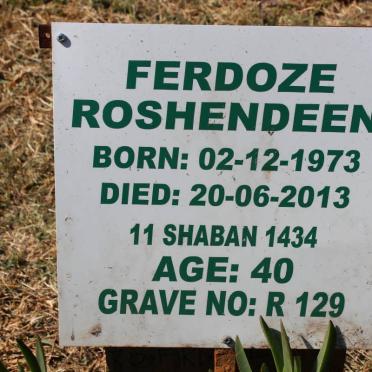 FERDOZE
ROSHENDEEN
BORN: 02-12-1973
DIED: 20-06-2013
11 SHABAN 1434
AGE: 40
GRAVE NO: R 129